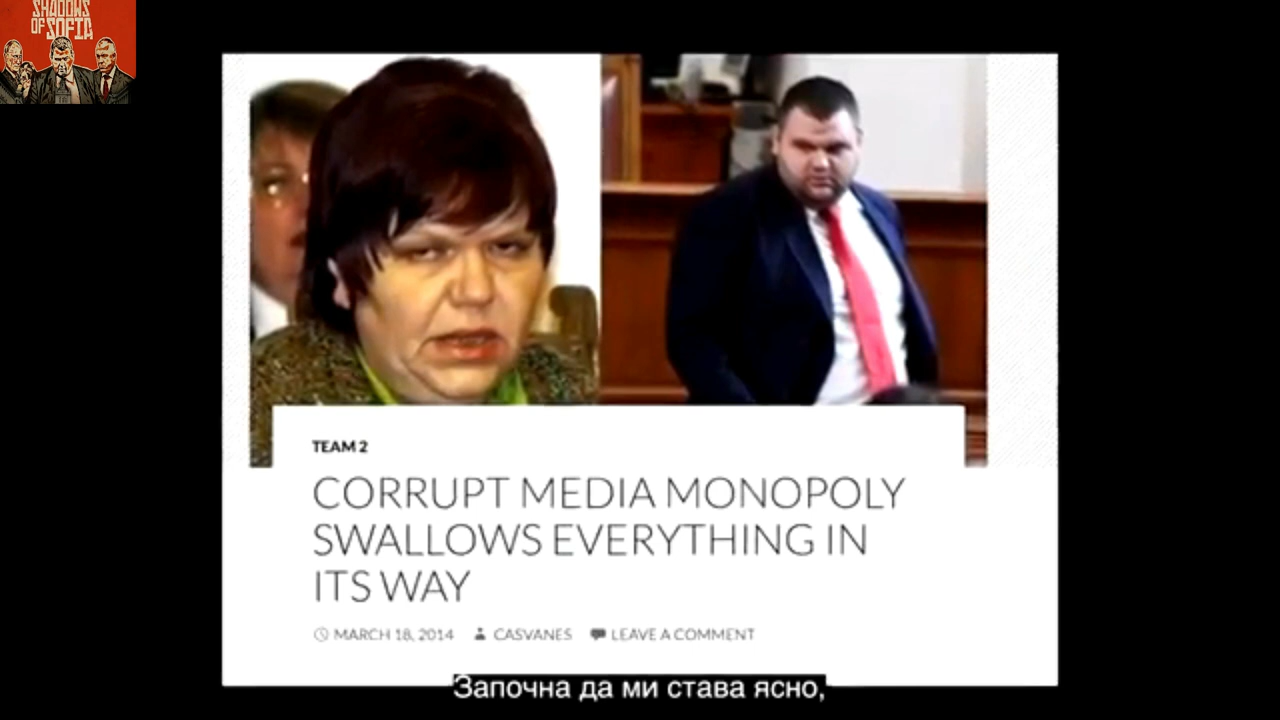 SHADOWS
OF SOFIA
TEAM 2
CORRUPT MEDIA MONOPOLY
SWALLOWS EVERYTHING IN
ITS WAY
MARCH 18, 2014 CASVANES LEAVE A COMMENT
Започна да ми става ясно,